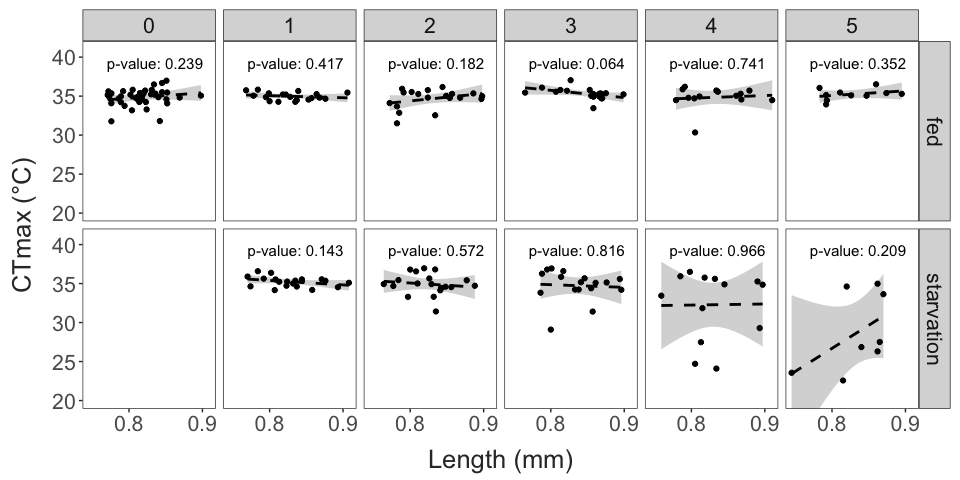 0 1 2 3 4 5
p-value: 0.239 p-value: 0.417 p-value: 0.182 p-value: 0.064 p-value: 0.741 p-value: 0.352
40
35
30
25
20
fed
CTmax (°C)
p-value: 0.143 p-value: 0.572 p-value: 0.816 p-value: 0.966 p-value: 0.209
40
35
30
25
20
starvation
0.8 0.9 0.8 0.9 0.8 0.9 0.8 0.9 0.8 0.9 0.8 0.9
Length (mm)